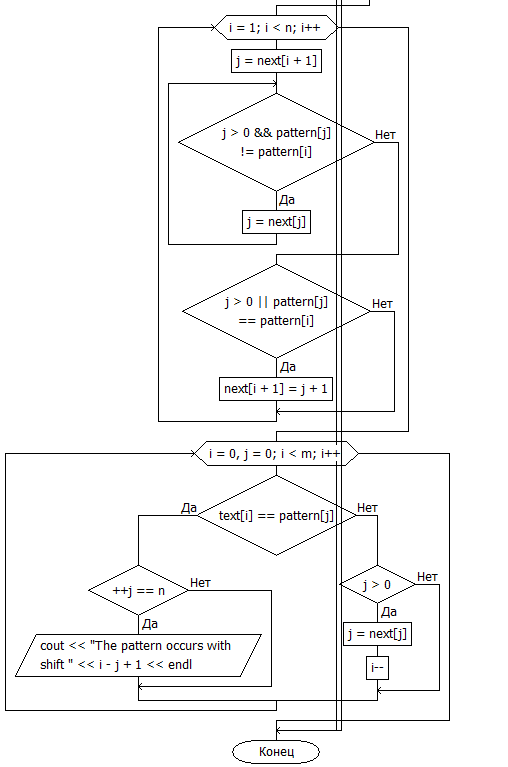 i = 1; i < n; i++
j = next[i + 1]
j > 0 && pattern[j]
!= pattern[i]
Нет
Да
j = next[j]
j > 0 || pattern[j]
== pattern[i]
Нет
Да
next[i + 1] = j + 1
i = 0, j = 0; i < m; i++
Да
text[i] == pattern[j]
Нет
++j == n
Нет
j > 0
Нет
Да
Да
cout << "The pattern occurs with
shift " << i - j + 1 << endl
j = next[j]
i--
Конец